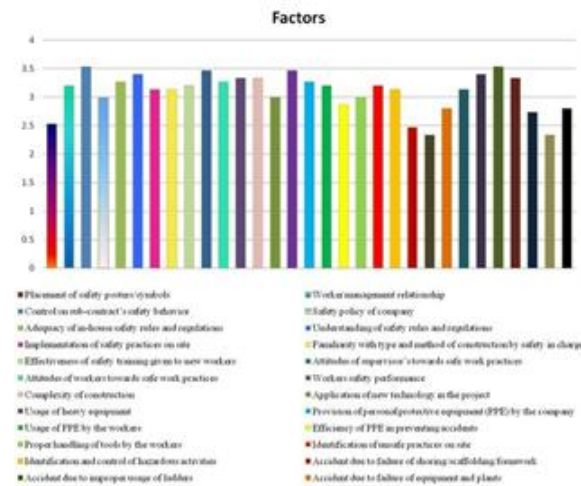 Factors
4
3.5
3
2.5
2
1.5
1
0.5
0
Placement of safety posters/symbols
Worker management relationship
Control on sub-contract's safety behavior
Safety policy of company
Adequacy of in-house safety rules and regulations
Understanding of safety rules and regulations
Implementation of safety practices on site
Familiarity with type and method of construction by safety in charge
Effectiveness of safety training given to new workers
Attitudes of supervisor's towards safe work practices
Attitudes of workers towards safe work practices
Workers safety performance
Complexity of construction
Application of new technology in the project
Usage of heavy equipment
Provision of personal protective equipment (PPE) by the company
Usage of PPE by the workers
Efficiency of PPE in preventing accidents
Proper handling of tools by the workers
Identification of unsafe practices on site
Identification and control of hazardous activities
Accident due to failure of shoring/scaffolding/formwork
Accident due to improper usage of ladders
Accident due to failure of equipment and plants